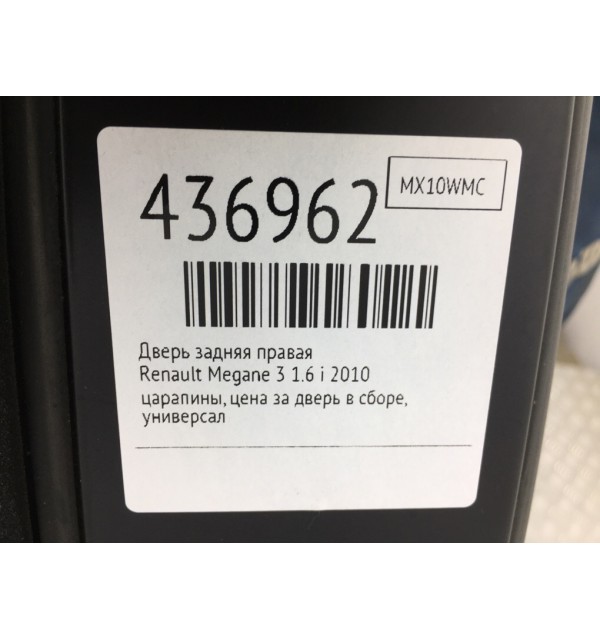 436962
MX10WMC
Дверь задняя правая
Renault Megane 3 1.6 i 2010
царапины, цена за дверь в сборе,
универсал